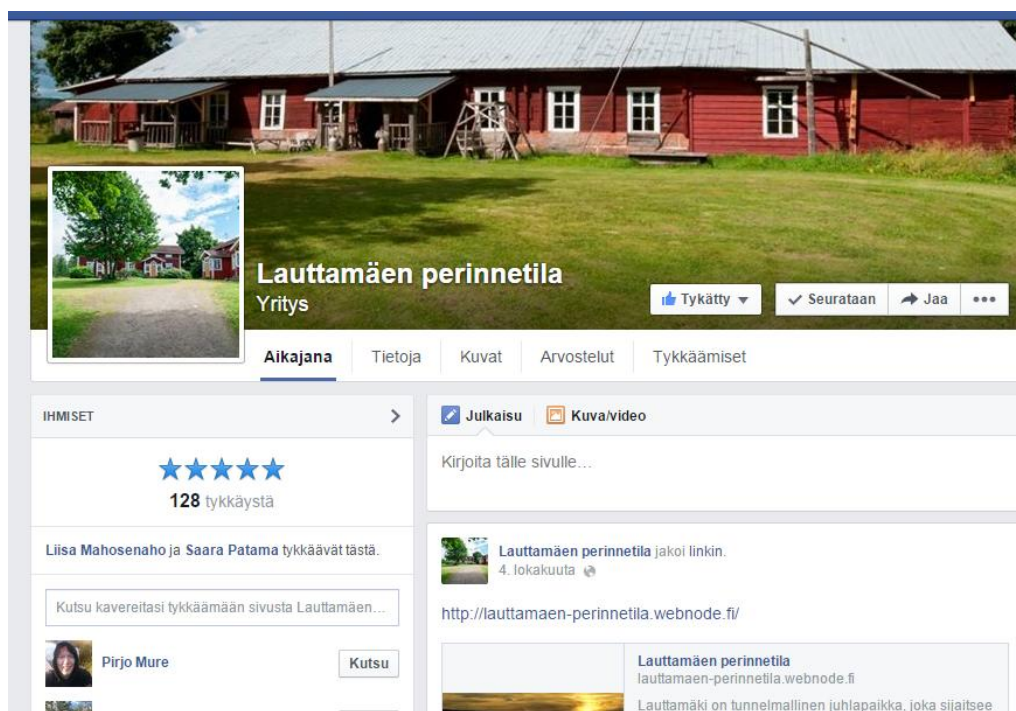 Lauttamäen perinnetila
Yritys
Tykätty
Seurataan
Jaa
Aikajana
Tietoja
Kuvat
Arvostelut
Tykkäämiset
IHMISET
128 tykkäystä
Liisa Mahosenaho ja Saara Patama tykkäävät tästä.
Kutsu kavereitasi tykkäämään sivusta Lauttamäen...
Pirjo Mure
Kutsu
Julkaisu
Kuva/video
Kirjoita tälle sivulle...
Lauttamäen perinnetila jakoi linkin.
4. lokakuuta
http://lauttamaen-perinnetila.webnode.fi/
Lauttamäen perinnetila
lauttamaen-perinnetila.webnode.fi
Lauttamäki on tunnelmallinen juhlapaikka, joka sijaitsee